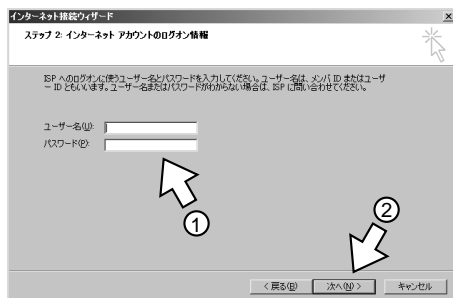 インターネット接続ウィザード
ステップ 2: インターネット アカウントのログオン情報
ISP へのログオンに使うユーザー名とパスワードを入力してください。ユーザー名は、メンバ ID またはユーザ
ー ID ともいいます。ユーザー名またはパスワードがわからない場合は、ISP に問い合わせてください。
ユーザー名(U):
パスワード(P):
①
②
< 戻る(B)
次へ(N) >
キャンセル